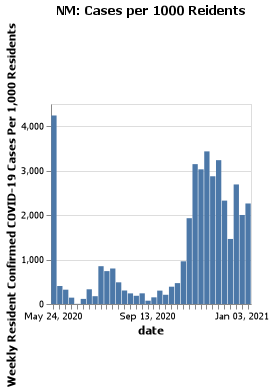 NM: Cases per 1000 Reidents
Weekly Resident Confirmed COVID-19 Cases Per 1,000 Residents
4,000
3,000
2,000
1,000
0
May 24, 2020 Sep 13, 2020 Jan 03, 2021
date